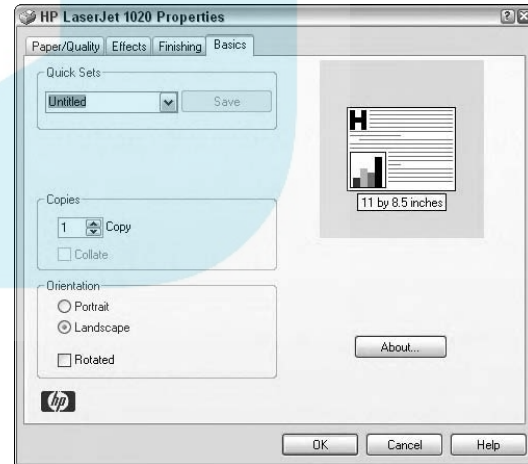 HP LaserJet 1020 Properties
Paper/Quality Effects Finishing Basics
Quick Sets
Untitled Save
H
11 by 8.5 inches
Copies
1 Copy
Collate
Orientation
Portrait
Landscape
Rotated
About...
hp
OK Cancel Help